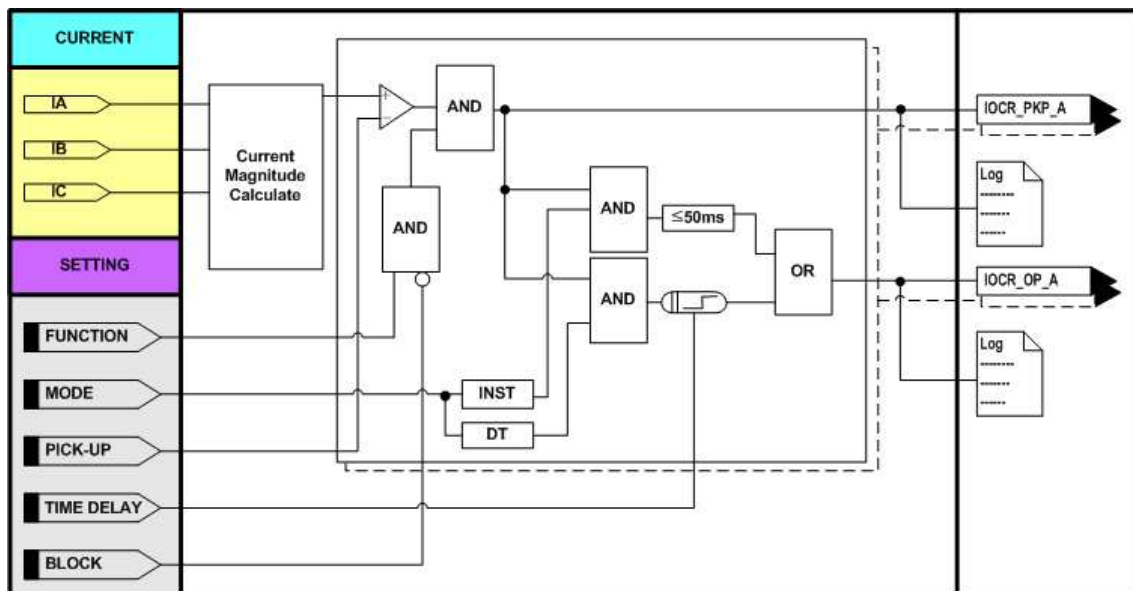 CURRENT
IA
IB
IC
SETTING
FUNCTION
MODE
PICK-UP
TIME DELAY
BLOCK
Current
Magnitude
Calculate
+
−
AND
AND
AND
≤50ms
AND
OR
INST
DT
IOCR_PKP_A
Log
IOCR_OP_A
Log